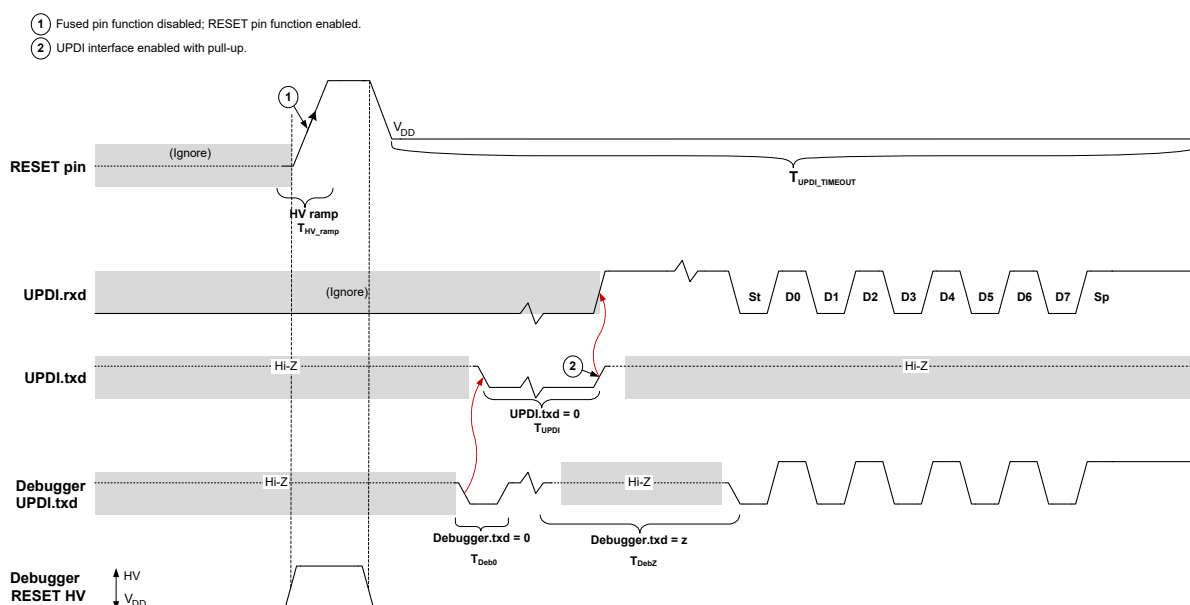 1 Fused pin function disabled; RESET pin function enabled.
2 UPDI interface enabled with pull-up.
1
VDD
(Ignore)
RESET pin
TUPDI_TIMEOUT
HV ramp
THV_ramp
UPDI.rxd
(Ignore)
St D0 D1 D2 D3 D4 D5 D6 D7 Sp
UPDI.txd
Hi-Z
2
Hi-Z
UPDI.txd = 0
TUPDI
Debugger
UPDI.txd
Hi-Z
Hi-Z
Debugger.txd = 0
TDeb0
Debugger.txd = z
TDebZ
Debugger
RESET HV
HV
VDD